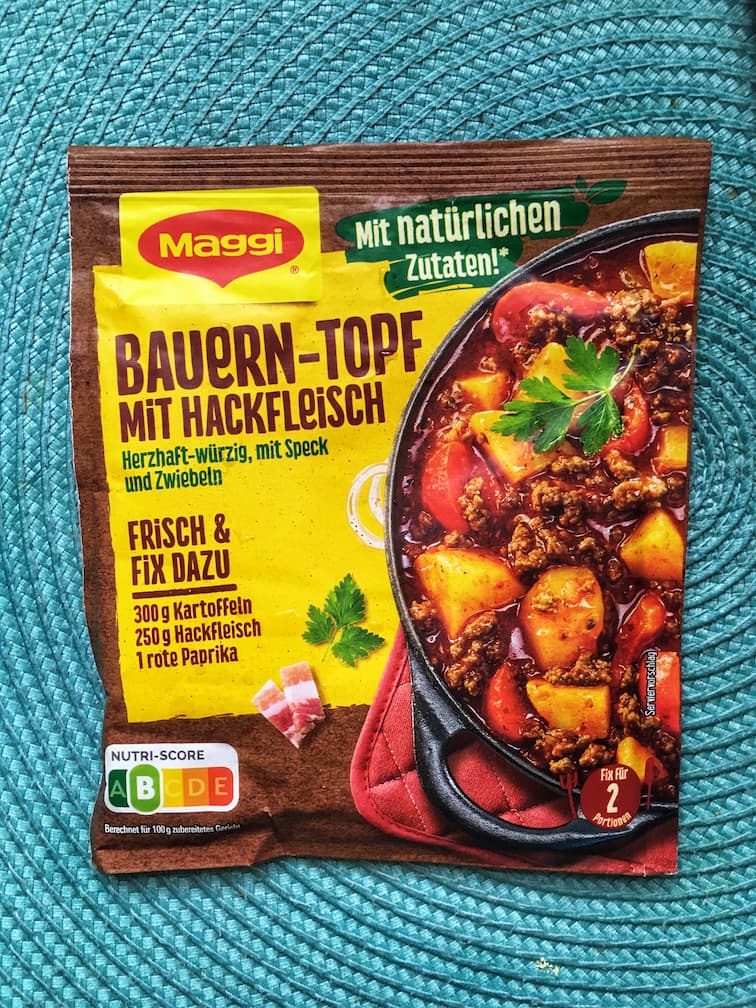 Maggi
®
Mit natürlichen
Zutaten!*
BAUERN-TOPF
MIT HACKFLEISCH
Herzhaft-würzig, mit Speck
und Zwiebeln
FRISCH &
FIX DAZU
300 g Kartoffeln
250 g Hackfleisch
1 rote Paprika
Serviervorschlag
NUTRI-SCORE
A B C D E
Berechnet für 100 g zubereitetes Gericht
Fix für
2
Portionen